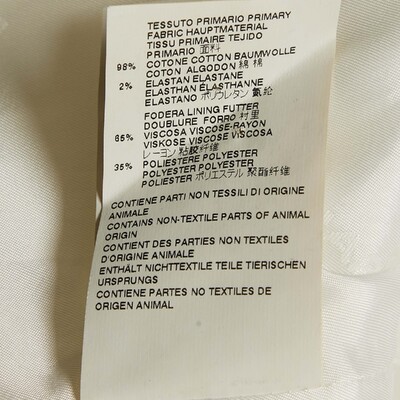 TESSUTO PRIMARIO PRIMARY
FABRIC HAUPTMATERIAL
TISSU PRIMAIRE TEJIDO
PRIMARIO 面料
98% COTONE COTTON BAUMWOLLE
COTON ALGODON 綿 棉
2% ELASTAN ELASTANE
ELASTHAN ÉLASTHANNE
ELASTANO ポリウレタン 氨纶
FODERA LINING FUTTER
DOUBLURE FORRO 村里
65% VISCOSA VISCOSE-RAYON
VISKOSE VISCOSE VISCOSA
レーヨン 粘胶纤维
35% POLIESTERE POLYESTER
POLYESTER POLYESTER
POLIESTER ポリエステル 聚酯纤维
CONTIENE PARTI NON TESSILI DI ORIGINE
ANIMALE
CONTAINS NON-TEXTILE PARTS OF ANIMAL
ORIGIN
CONTIENT DES PARTIES NON TEXTILES
D'ORIGINE ANIMALE
ENTHÄLT NICHTTEXTILE TEILE TIERISCHEN
URSPRUNGS
CONTIENE PARTES NO TEXTILES DE
ORIGEN ANIMAL